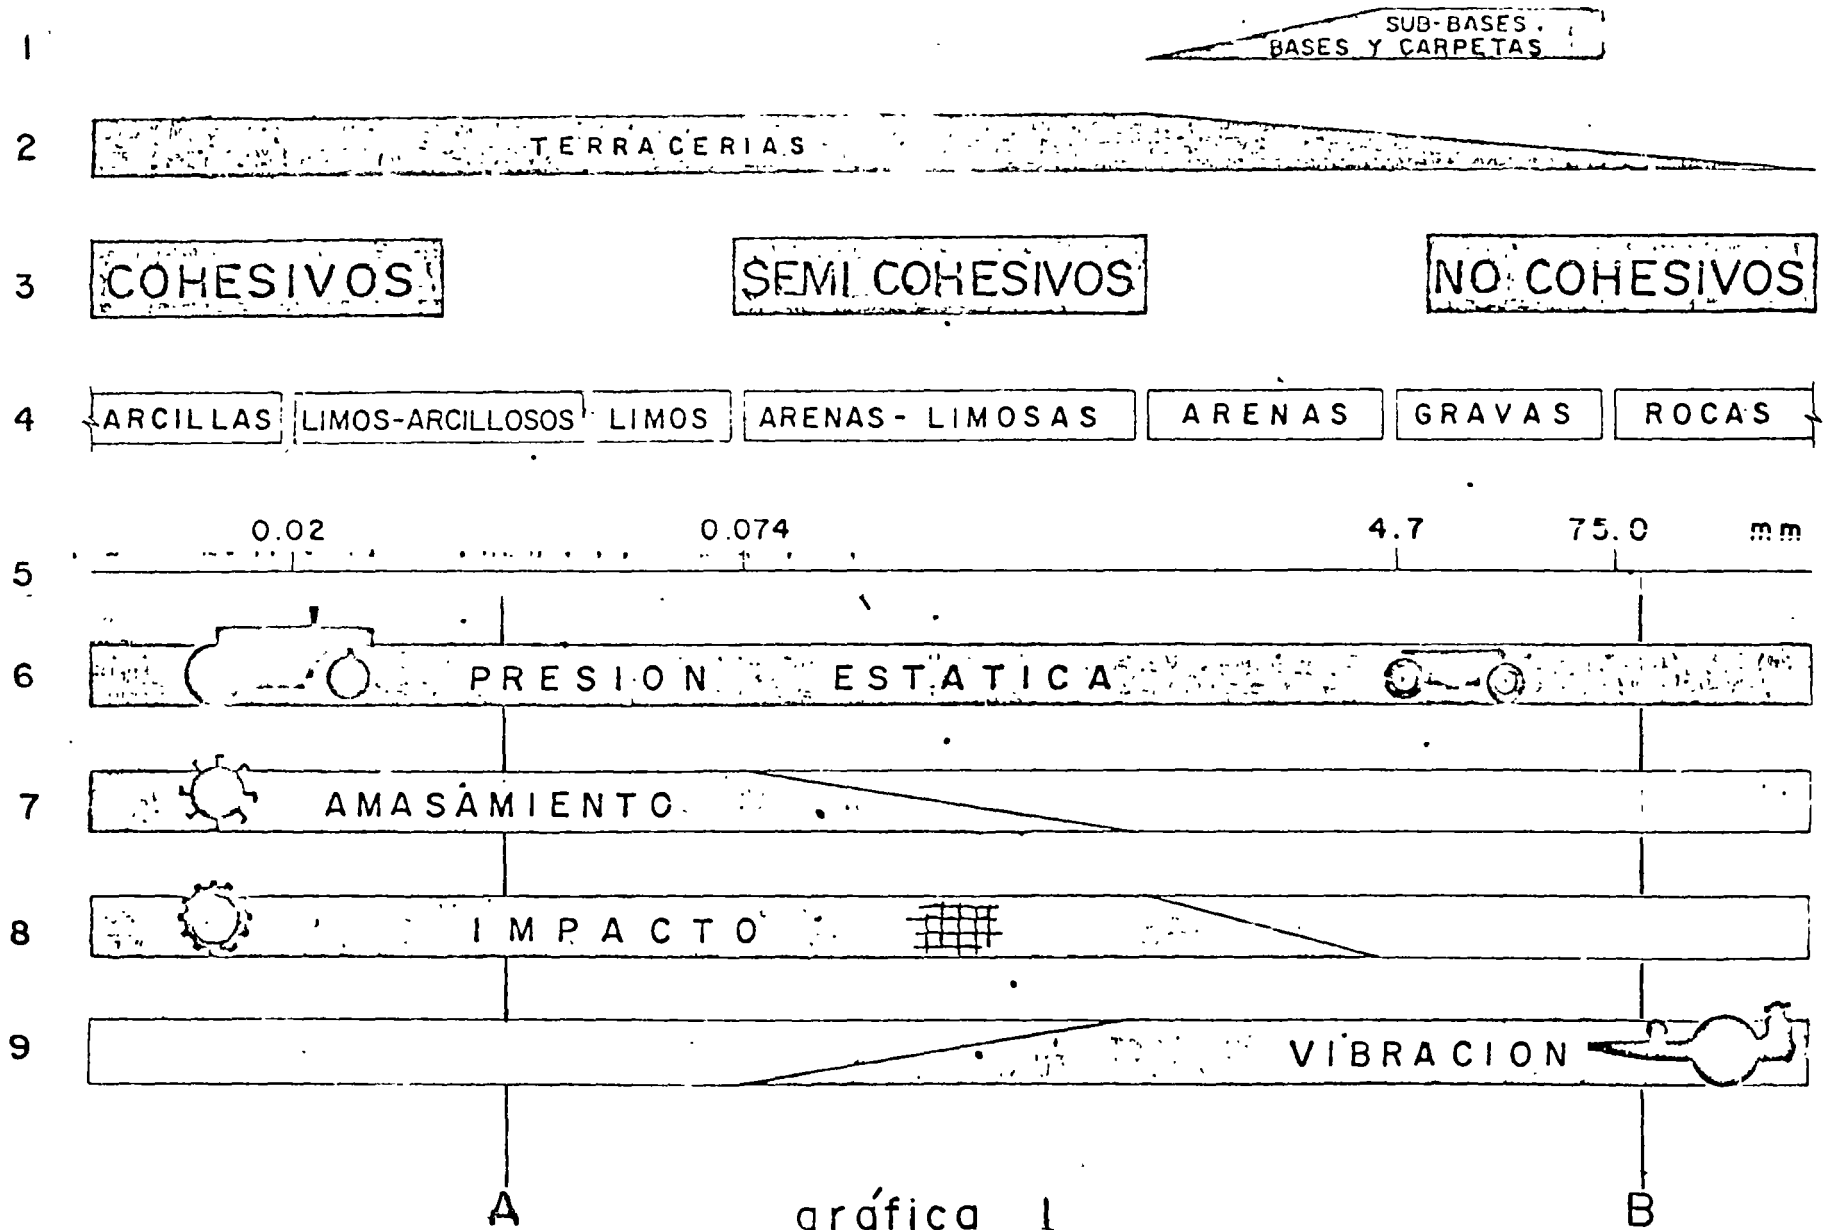 1 SUB-BASES.
BASES Y CARPETAS
2 TERRACERIAS
3 COHESIVOS SEMI COHESIVOS NO COHESIVOS
4 ARCILLAS LIMOS-ARCILLOSOS LIMOS ARENAS-LIMOSAS ARENAS GRAVAS ROCAS
0.02 0.074 4.7 75.0 mm
5
6 PRESION ESTATICA
7 AMASAMIENTO
8 IMPACTO
9 VIBRACION
A gráfica 1 B